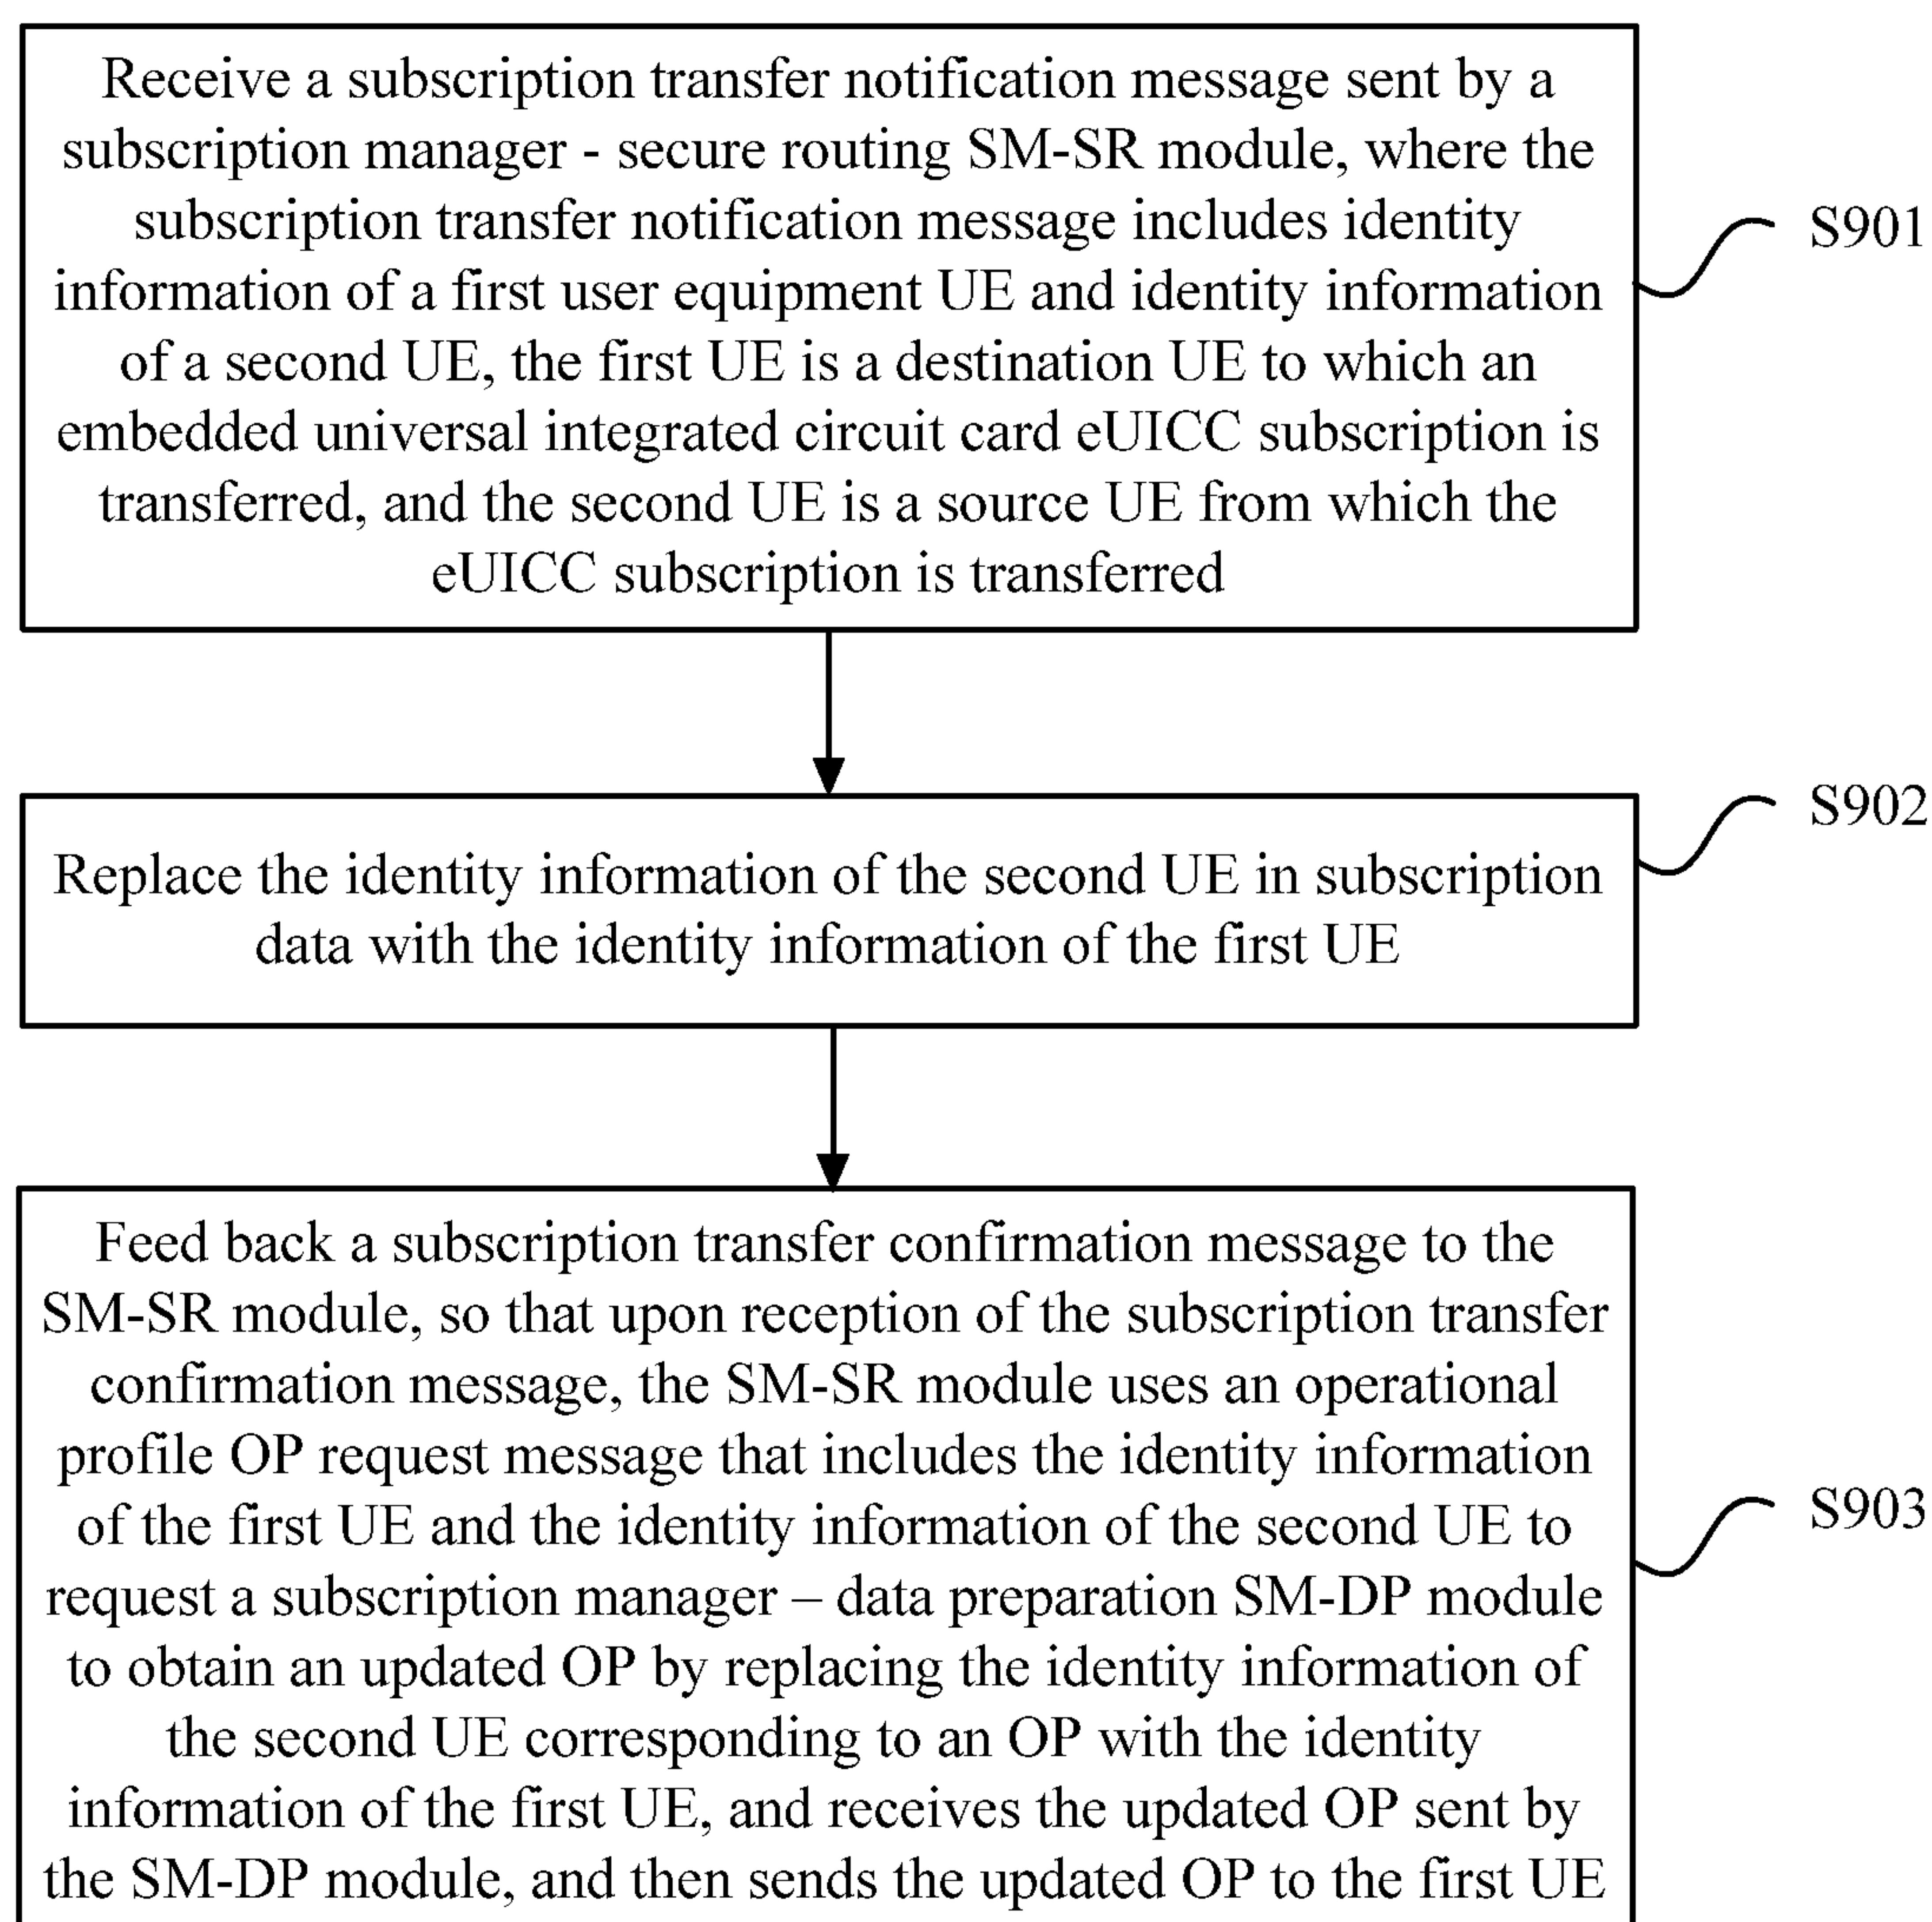 Receive a subscription transfer notification message sent by a
subscription manager - secure routing SM-SR module, where the
subscription transfer notification message includes identity
information of a first user equipment UE and identity information
of a second UE, the first UE is a destination UE to which an
embedded universal integrated circuit card eUICC subscription is
transferred, and the second UE is a source UE from which the
eUICC subscription is transferred
S901
Replace the identity information of the second UE in subscription
data with the identity information of the first UE
S902
Feed back a subscription transfer confirmation message to the
SM-SR module, so that upon reception of the subscription transfer
confirmation message, the SM-SR module uses an operational
profile OP request message that includes the identity information
of the first UE and the identity information of the second UE to
request a subscription manager – data preparation SM-DP module
to obtain an updated OP by replacing the identity information of
the second UE corresponding to an OP with the identity
information of the first UE, and receives the updated OP sent by
the SM-DP module, and then sends the updated OP to the first UE
S903